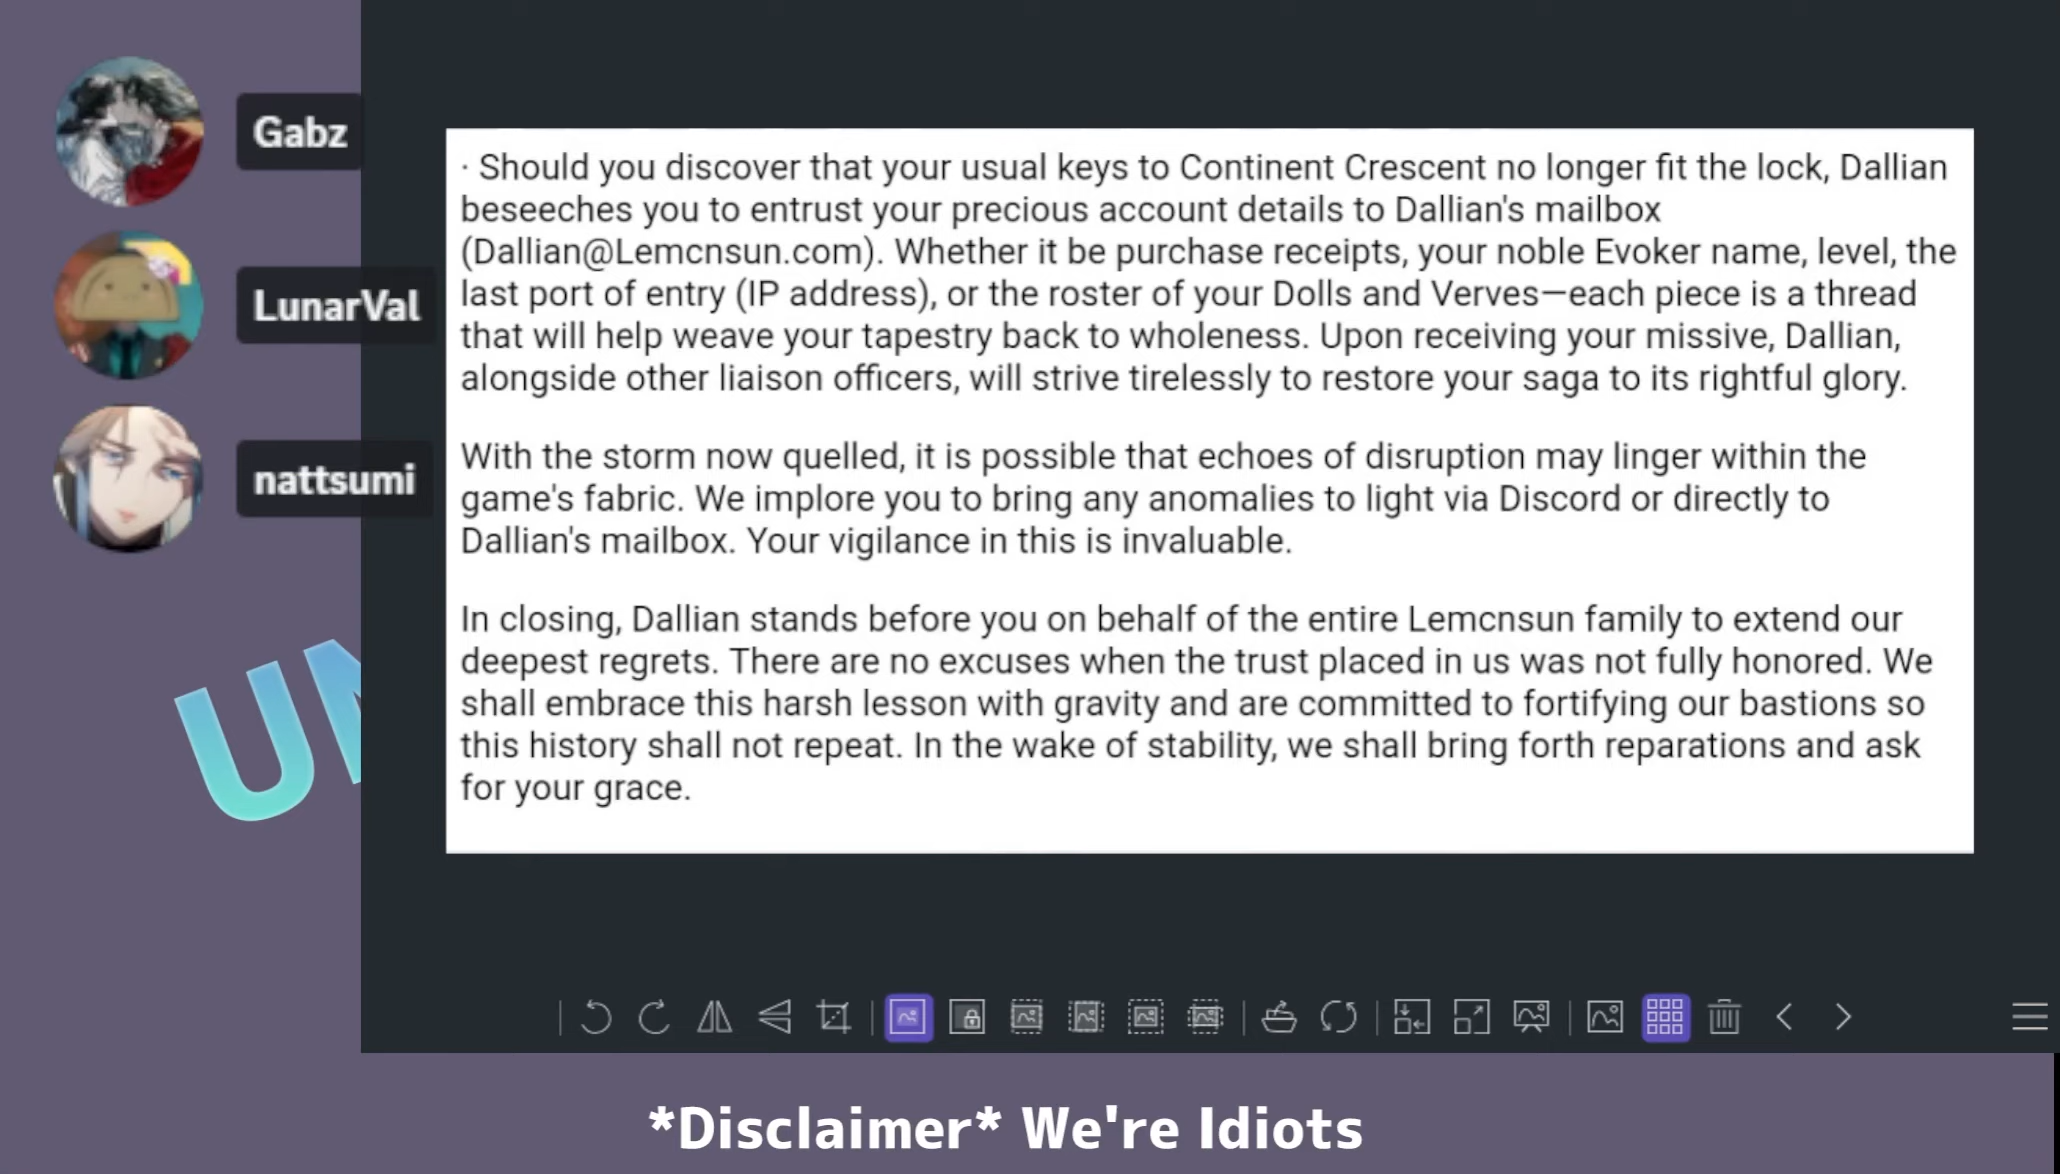 Gabz
LunarVal
nattsumi
· Should you discover that your usual keys to Continent Crescent no longer fit the lock, Dallian
beseeches you to entrust your precious account details to Dallian's mailbox
(Dallian@Lemcnsun.com). Whether it be purchase receipts, your noble Evoker name, level, the
last port of entry (IP address), or the roster of your Dolls and Verves—each piece is a thread
that will help weave your tapestry back to wholeness. Upon receiving your missive, Dallian,
alongside other liaison officers, will strive tirelessly to restore your saga to its rightful glory.
With the storm now quelled, it is possible that echoes of disruption may linger within the
game's fabric. We implore you to bring any anomalies to light via Discord or directly to
Dallian's mailbox. Your vigilance in this is invaluable.
In closing, Dallian stands before you on behalf of the entire Lemcnsun family to extend our
deepest regrets. There are no excuses when the trust placed in us was not fully honored. We
shall embrace this harsh lesson with gravity and are committed to fortifying our bastions so
this history shall not repeat. In the wake of stability, we shall bring forth reparations and ask
for your grace.
*Disclaimer* We're Idiots